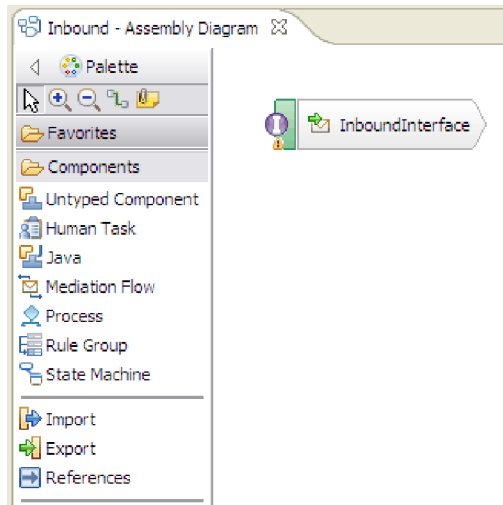 Inbound - Assembly Diagram
Palette
Favorites
InboundInterface
Components
Untyped Component
Human Task
Java
Mediation Flow
Process
Rule Group
State Machine
Import
Export
References